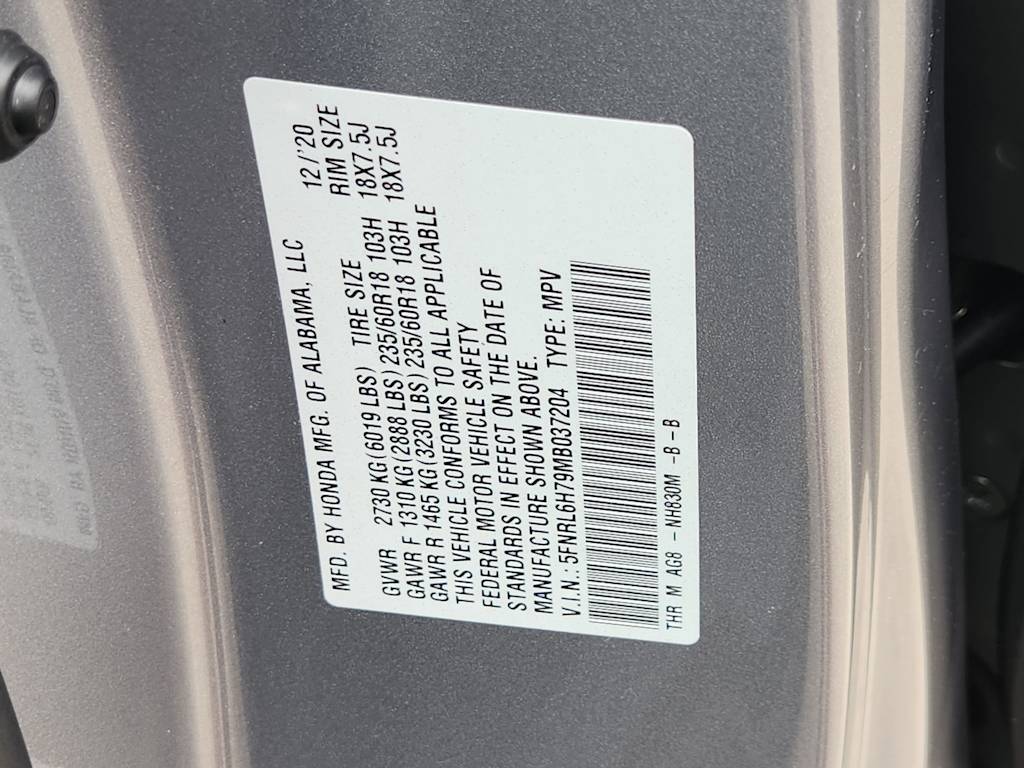 MFD. BY HONDA MFG. OF ALABAMA, LLC 12/'20
GVWR 2730 KG(6019 LBS) TIRE SIZE RIM SIZE
GAWR F 1310 KG(2888 LBS) 235/60R18 103H 18X7.5J
GAWR R 1465 KG(3230 LBS) 235/60R18 103H 18X7.5J
THIS VEHICLE CONFORMS TO ALL APPLICABLE
FEDERAL MOTOR VEHICLE SAFETY
STANDARDS IN EFFECT ON THE DATE OF
MANUFACTURE SHOWN ABOVE.
V.I.N.: 5FNRL6H79MB037204 TYPE: MPV
THR M AG8 - NH830M -B-B